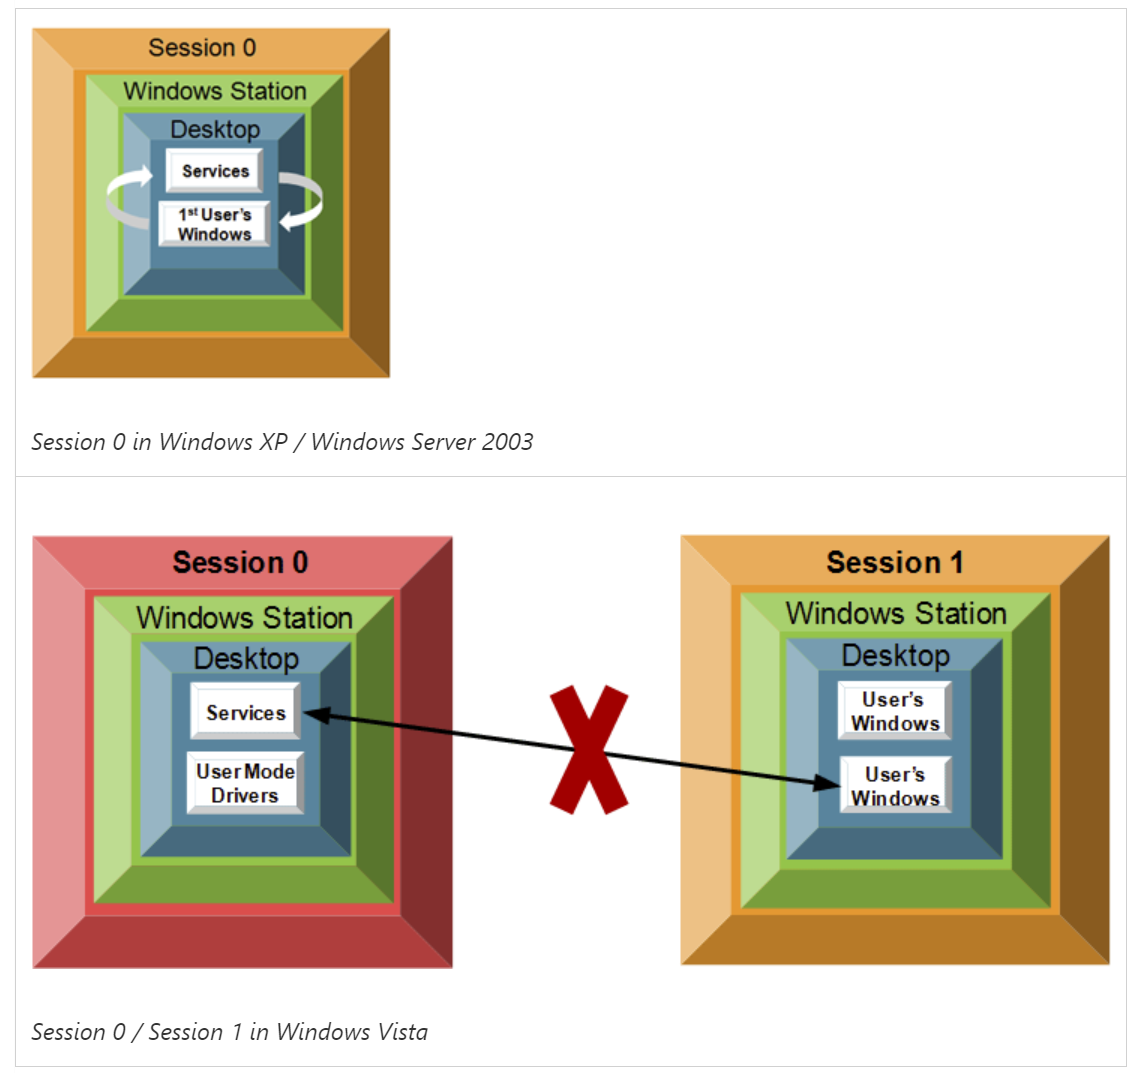 Session 0
Windows Station
Desktop
Services
1st User's
Windows
Session 0 in Windows XP / Windows Server 2003
Session 0
Windows Station
Desktop
Services
User Mode
Drivers
Session 1
Windows Station
Desktop
User's
Windows
User's
Windows
Session 0 / Session 1 in Windows Vista